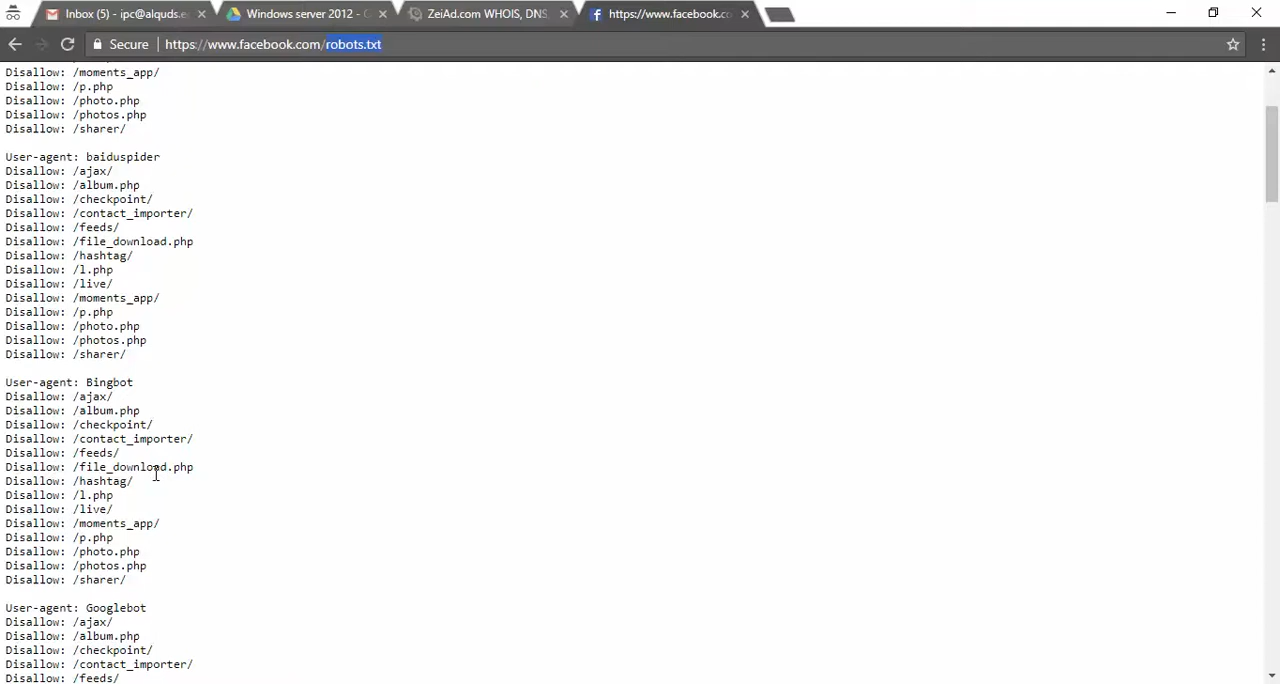 Inbox (5) - ipc@alquds.e
Windows server 2012 - G
ZeiAd.com WHOIS, DNS,
https://www.facebook.co
Secure
https://www.facebook.com/robots.txt
Disallow: /moments_app/
Disallow: /p.php
Disallow: /photo.php
Disallow: /photos.php
Disallow: /sharer/
User-agent: baiduspider
Disallow: /ajax/
Disallow: /album.php
Disallow: /checkpoint/
Disallow: /contact_importer/
Disallow: /feeds/
Disallow: /file_download.php
Disallow: /hashtag/
Disallow: /l.php
Disallow: /live/
Disallow: /moments_app/
Disallow: /p.php
Disallow: /photo.php
Disallow: /photos.php
Disallow: /sharer/
User-agent: Bingbot
Disallow: /ajax/
Disallow: /album.php
Disallow: /checkpoint/
Disallow: /contact_importer/
Disallow: /feeds/
Disallow: /file_download.php
Disallow: /hashtag/
Disallow: /l.php
Disallow: /live/
Disallow: /moments_app/
Disallow: /p.php
Disallow: /photo.php
Disallow: /photos.php
Disallow: /sharer/
User-agent: Googlebot
Disallow: /ajax/
Disallow: /album.php
Disallow: /checkpoint/
Disallow: /contact_importer/
Disallow: /feeds/